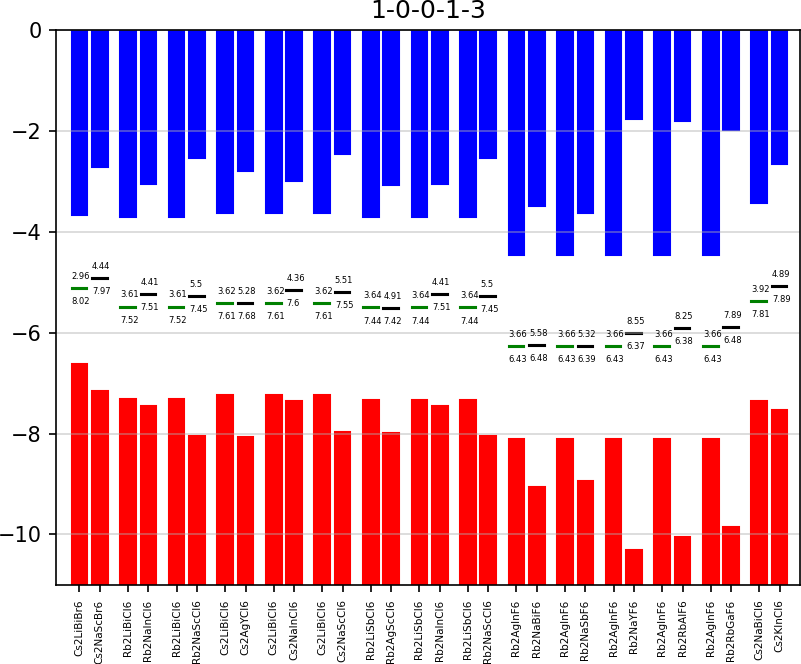 1-0-0-1-3
0
−2
−4
−6
−8
−10
2.96 4.44 3.61 4.41 3.61 5.5 3.62 5.28 3.62 4.36 3.62 5.51 3.64 4.91 3.64 4.41 3.64 5.5 3.66 5.58 3.66 5.32 3.66 8.55 3.66 8.25 3.66 7.89 3.92 4.89
8.02 7.97 7.52 7.51 7.52 7.45 7.61 7.68 7.61 7.6 7.61 7.55 7.44 7.42 7.44 7.51 7.44 7.45 6.43 6.48 6.43 6.39 6.43 6.37 6.43 6.38 6.43 6.48 7.81 7.89
Cs2LiBiBr6
Cs2NaScBr6
Rb2LiBiCl6
Rb2NaInCl6
Rb2LiBiCl6
Rb2NaScCl6
Cs2LiBiCl6
Cs2AgYCl6
Cs2LiBiCl6
Cs2NaInCl6
Cs2LiBiCl6
Cs2NaScCl6
Rb2LiSbCl6
Rb2AgScCl6
Rb2LiSbCl6
Rb2NaInCl6
Rb2LiSbCl6
Rb2NaScCl6
Rb2AgInF6
Rb2NaBiF6
Rb2AgInF6
Rb2NaSbF6
Rb2AgInF6
Rb2NaYF6
Rb2AgInF6
Rb2RbAlF6
Rb2AgInF6
Rb2RbGaF6
Cs2NaBiCl6
Cs2KInCl6